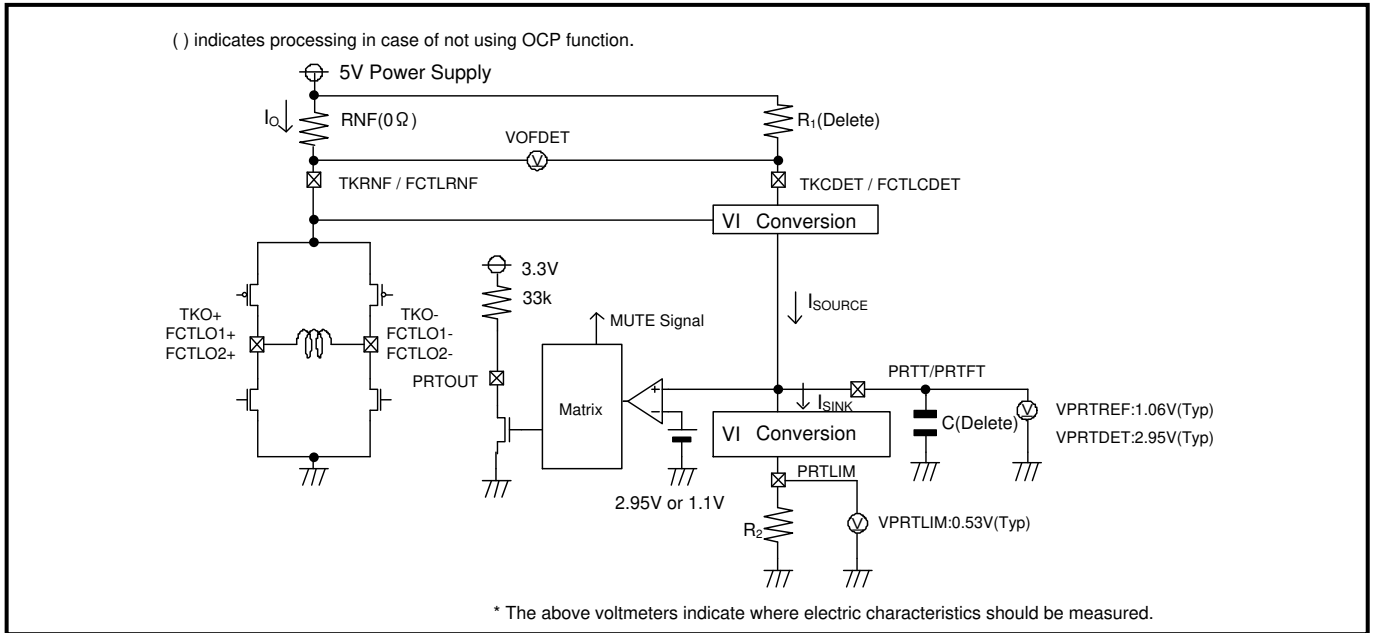 ( ) indicates processing in case of not using OCP function.
5V Power Supply
IO
RNF(0Ω)
R1(Delete)
VOFDET
V
TKRNF / FCTLRNF
TKCDET / FCTLCDET
VI Conversion
3.3V
33k
ISOURCE
TKO+
FCTLO1+
FCTLO2+
TKO-
FCTLO1-
FCTLO2-
MUTE Signal
PRTOUT
PRTT/PRTFT
Matrix
+
-
ISINK
C(Delete)
V
VPRTREF:1.06V(Typ)
VPRTDET:2.95V(Typ)
VI Conversion
PRTLIM
2.95V or 1.1V
R2
V
VPRTLIM:0.53V(Typ)
* The above voltmeters indicate where electric characteristics should be measured.